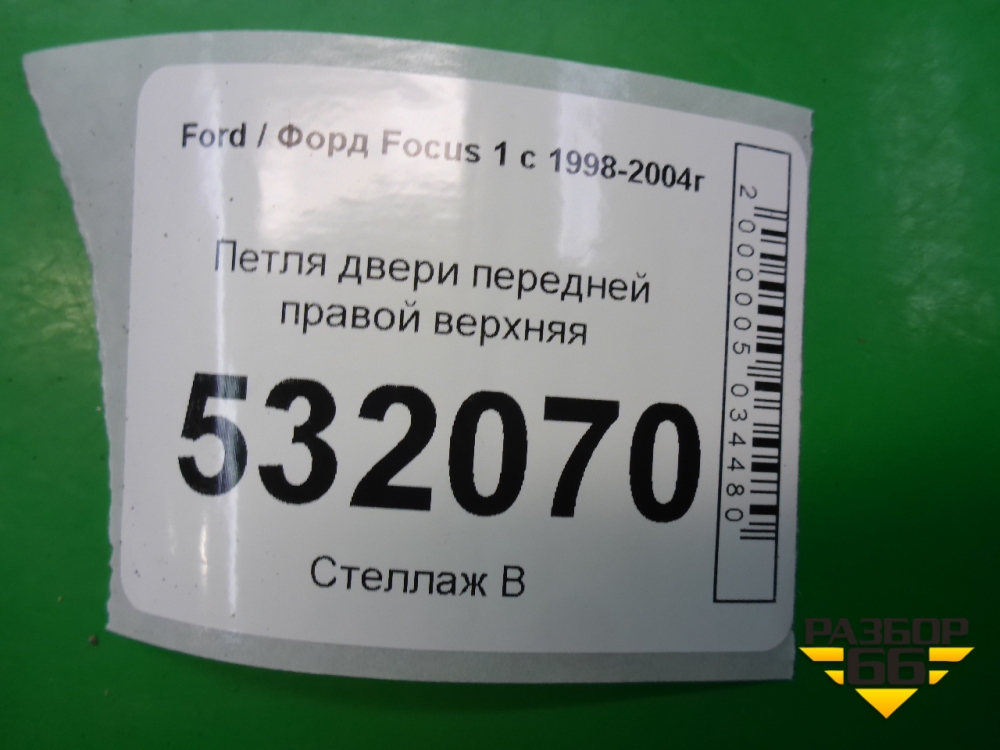 Ford / Форд Focus 1 с 1998-2004г
Петля двери передней
правой верхняя
532070
Стеллаж В
2000005034480
РАЗБОР
66